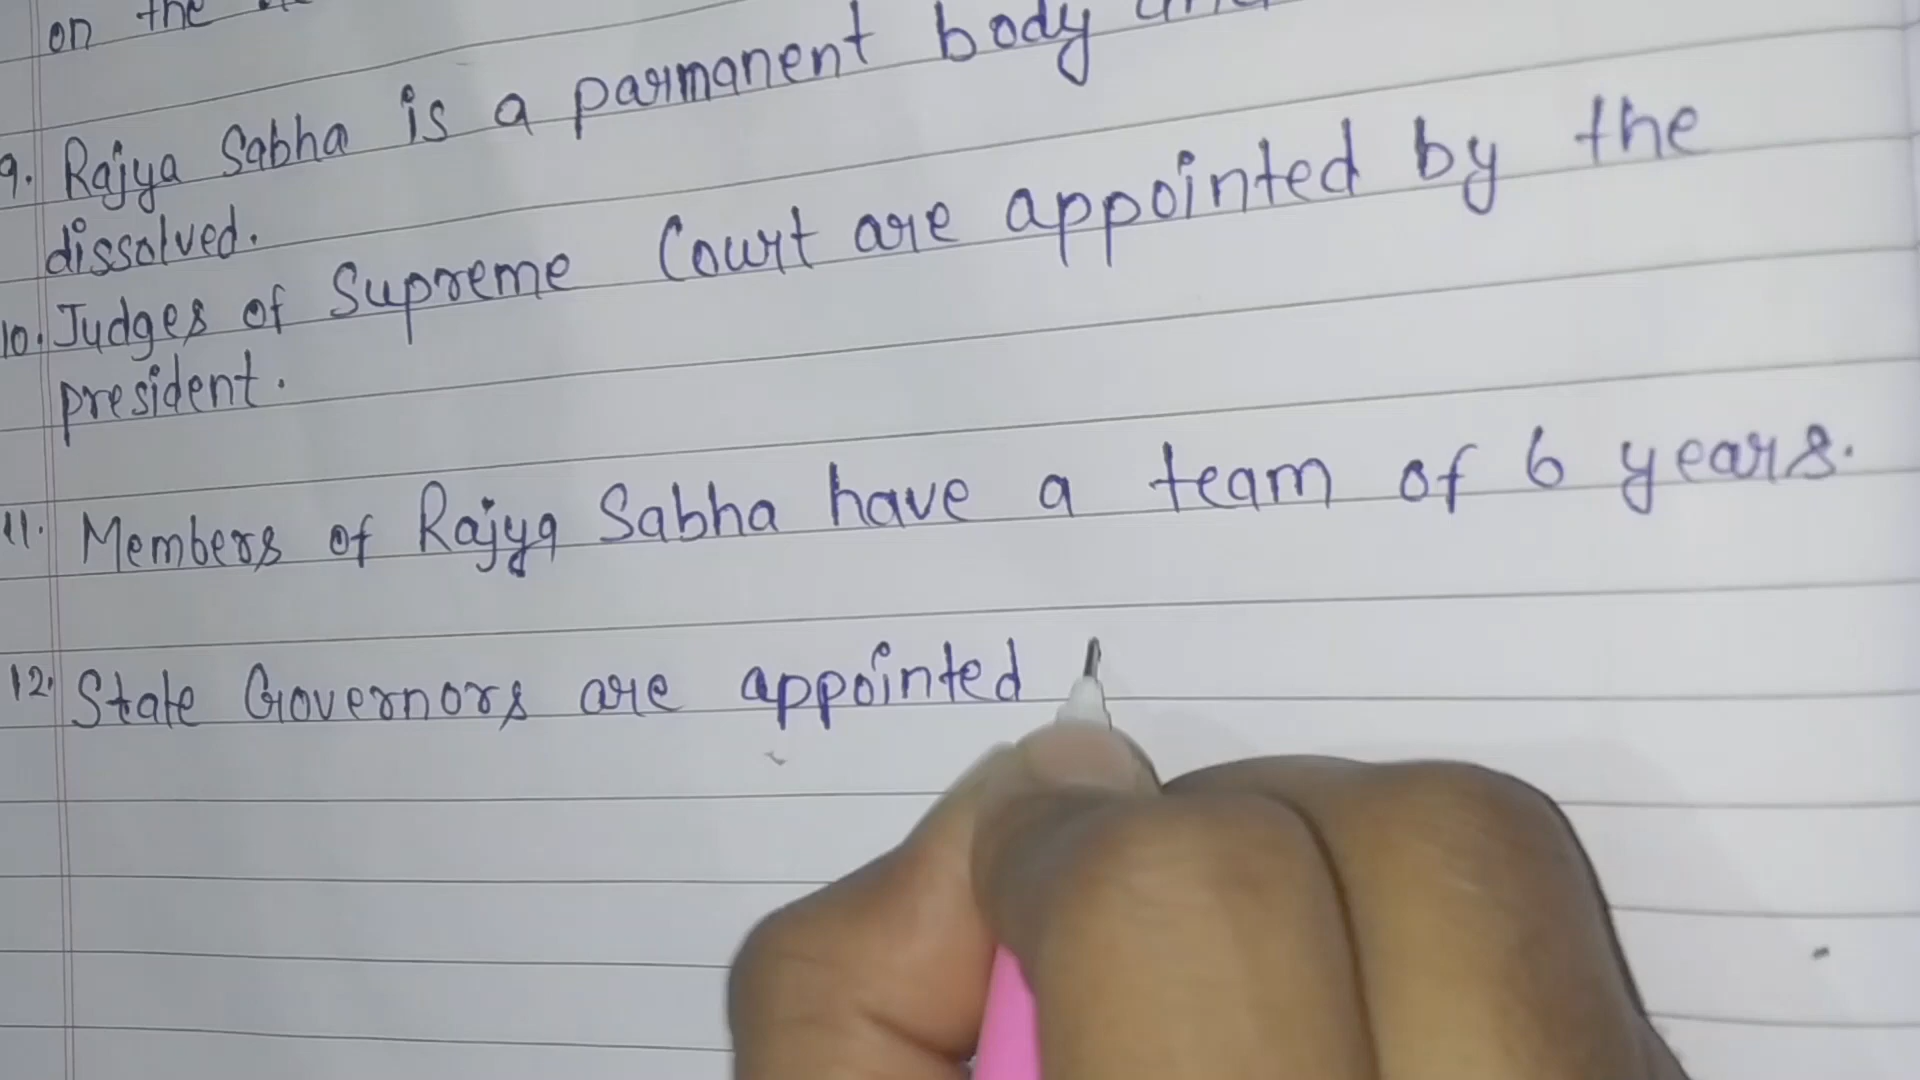 on the
9. Rajya Sabha is a parmanent body
dissolved.
10. Judges of Supreme Court are appointed by the
president.
11. Members of Rajya Sabha have a team of 6 years.
12. State Governors are appointed